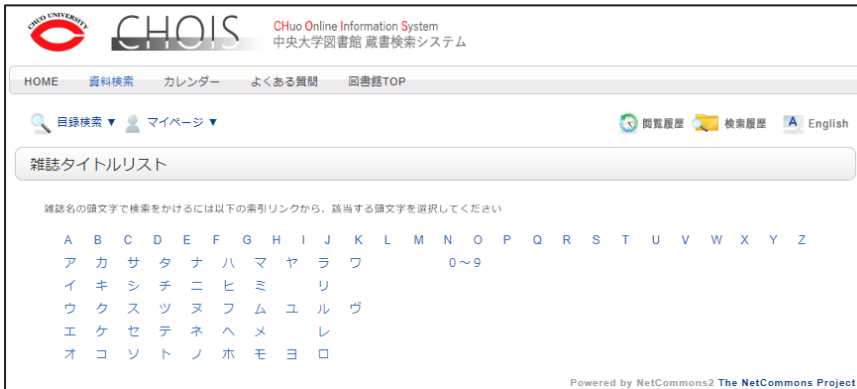 CHUO UNIVERSITY
CHOIS
CHuo Online Information System
中央大学図書館 蔵書検索システム
HOME 資料検索 カレンダー よくある質問 図書館TOP
目録検索 ▼ マイページ ▼ 閲覧履歴 検索履歴 A English
雑誌タイトルリスト
雑誌名の頭文字で検索をかけるには以下の索引リンクから、該当する頭文字を選択してください
A B C D E F G H I J K L M N O P Q R S T U V W X Y Z
ア カ サ タ ナ ハ マ ヤ ラ ワ 0～9
イ キ シ チ ニ ヒ ミ リ
ウ ク ス ツ ヌ フ ム ユ ル ヴ
エ ケ セ テ ネ ヘ メ レ
オ コ ソ ト ノ ホ モ ヨ ロ
Powered by NetCommons2 The NetCommons Project